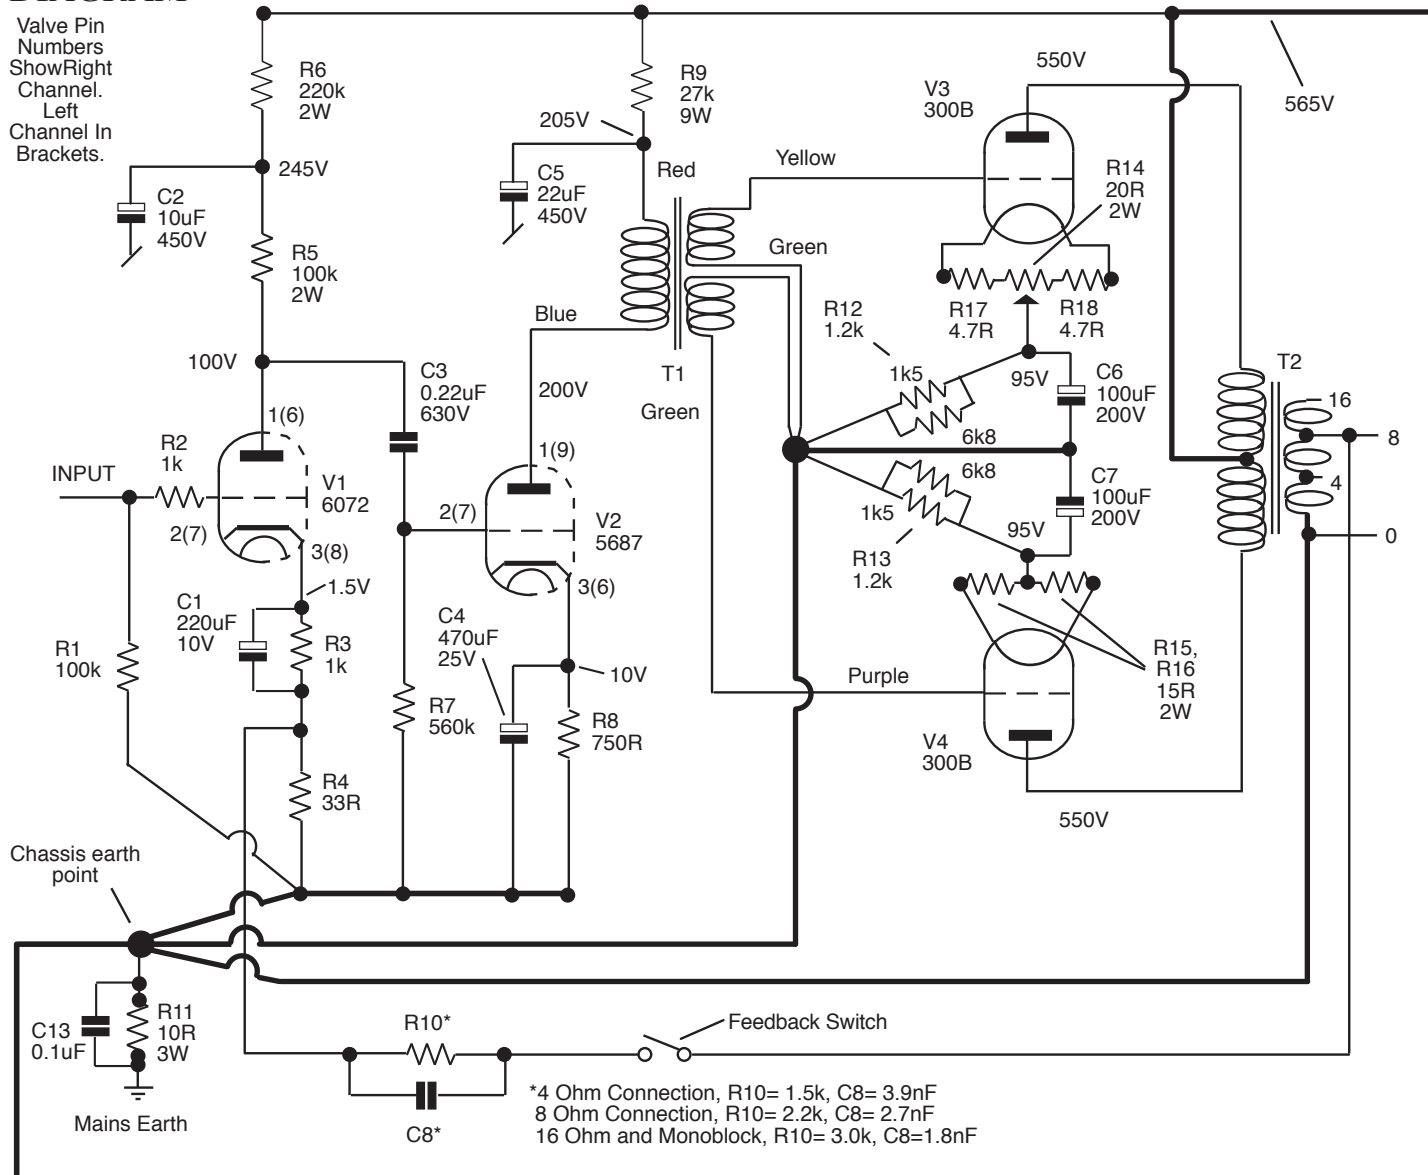 DIAGRAM
Valve Pin
Numbers
ShowRight
Channel.
Left
Channel In
Brackets.
R6
220k
2W
R9
27k
9W
550V
V3
300B
565V
205V
245V
C2
10uF
450V
C5
22uF
450V
Red
Yellow
R14
20R
2W
R5
100k
2W
Green
Blue
R12
1.2k
R17
4.7R
R18
4.7R
100V
C3
0.22uF
630V
200V
T1
Green
1k5
95V
C6
100uF
200V
T2
16
8
1(6)
R2
1k
INPUT
V1
6072
1(9)
6k8
6k8
C7
100uF
200V
4
2(7)
2(7)
V2
5687
1k5
95V
0
3(8)
R13
1.2k
1.5V
3(6)
C1
220uF
10V
R3
1k
C4
470uF
25V
R1
100k
10V
Purple
R15,
R16
15R
2W
R7
560k
R8
750R
V4
300B
R4
33R
550V
Chassis earth
point
C13
0.1uF
R11
10R
3W
R10*
Feedback Switch
Mains Earth
C8*
*4 Ohm Connection, R10= 1.5k, C8= 3.9nF
8 Ohm Connection, R10= 2.2k, C8= 2.7nF
16 Ohm and Monoblock, R10= 3.0k, C8=1.8nF